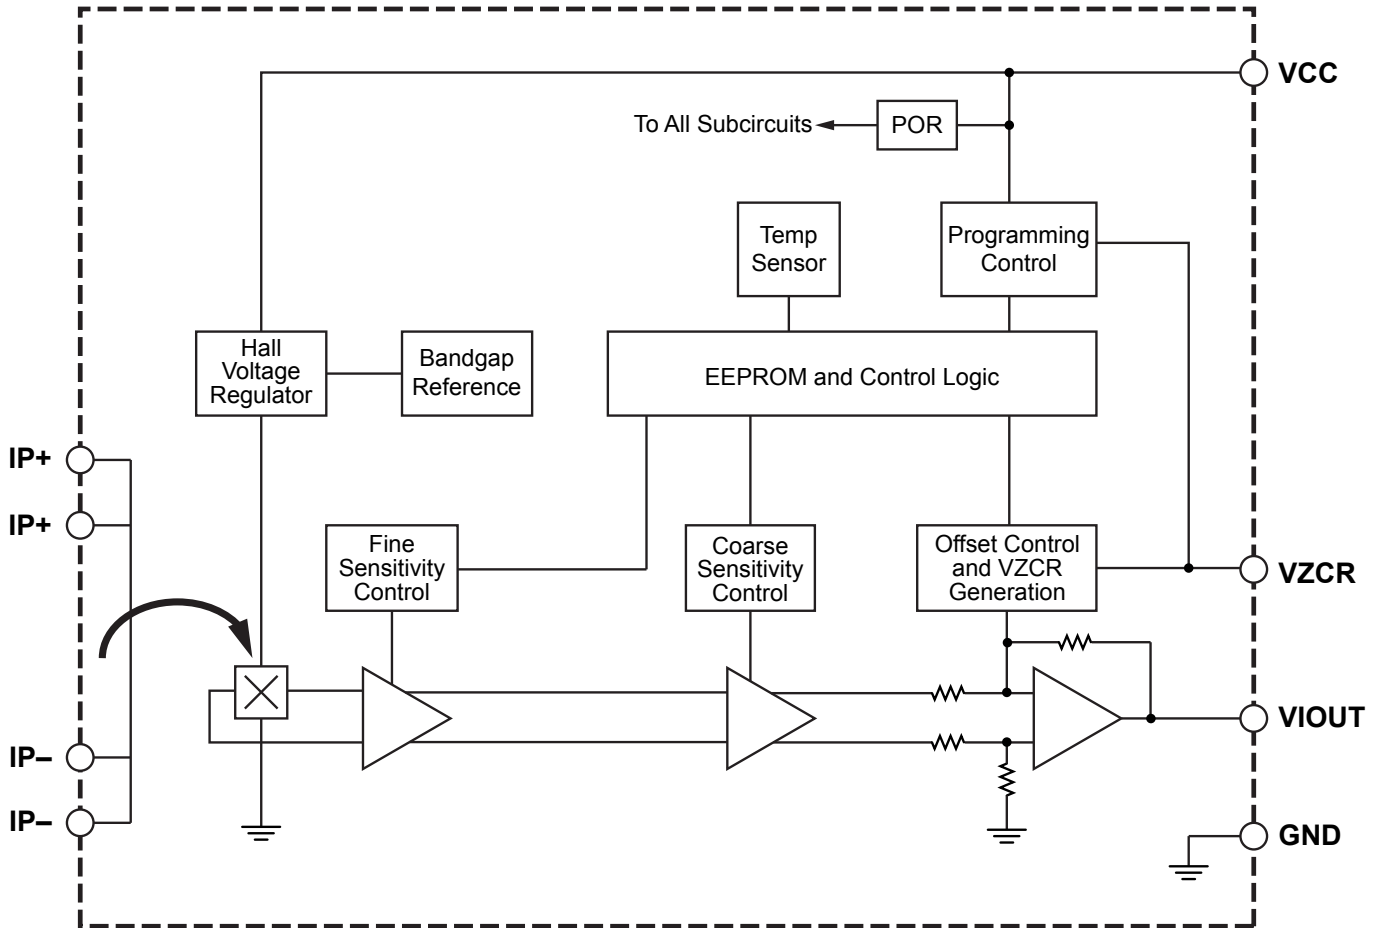 VCC
To All Subcircuits
POR
Temp
Sensor
Programming
Control
Hall
Voltage
Regulator
Bandgap
Reference
EEPROM and Control Logic
IP+
IP+
Fine
Sensitivity
Control
Coarse
Sensitivity
Control
Offset Control
and VZCR
Generation
VZCR
VIOUT
IP–
IP–
GND